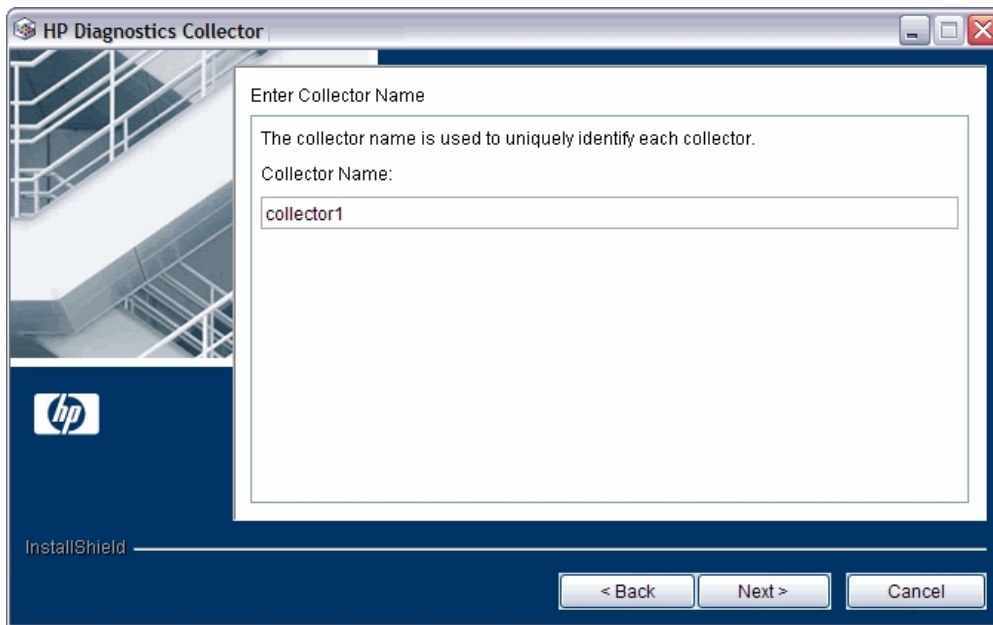 HP Diagnostics Collector
Enter Collector Name
The collector name is used to uniquely identify each collector.
Collector Name:
collector1
hp
InstallShield
< Back
Next >
Cancel